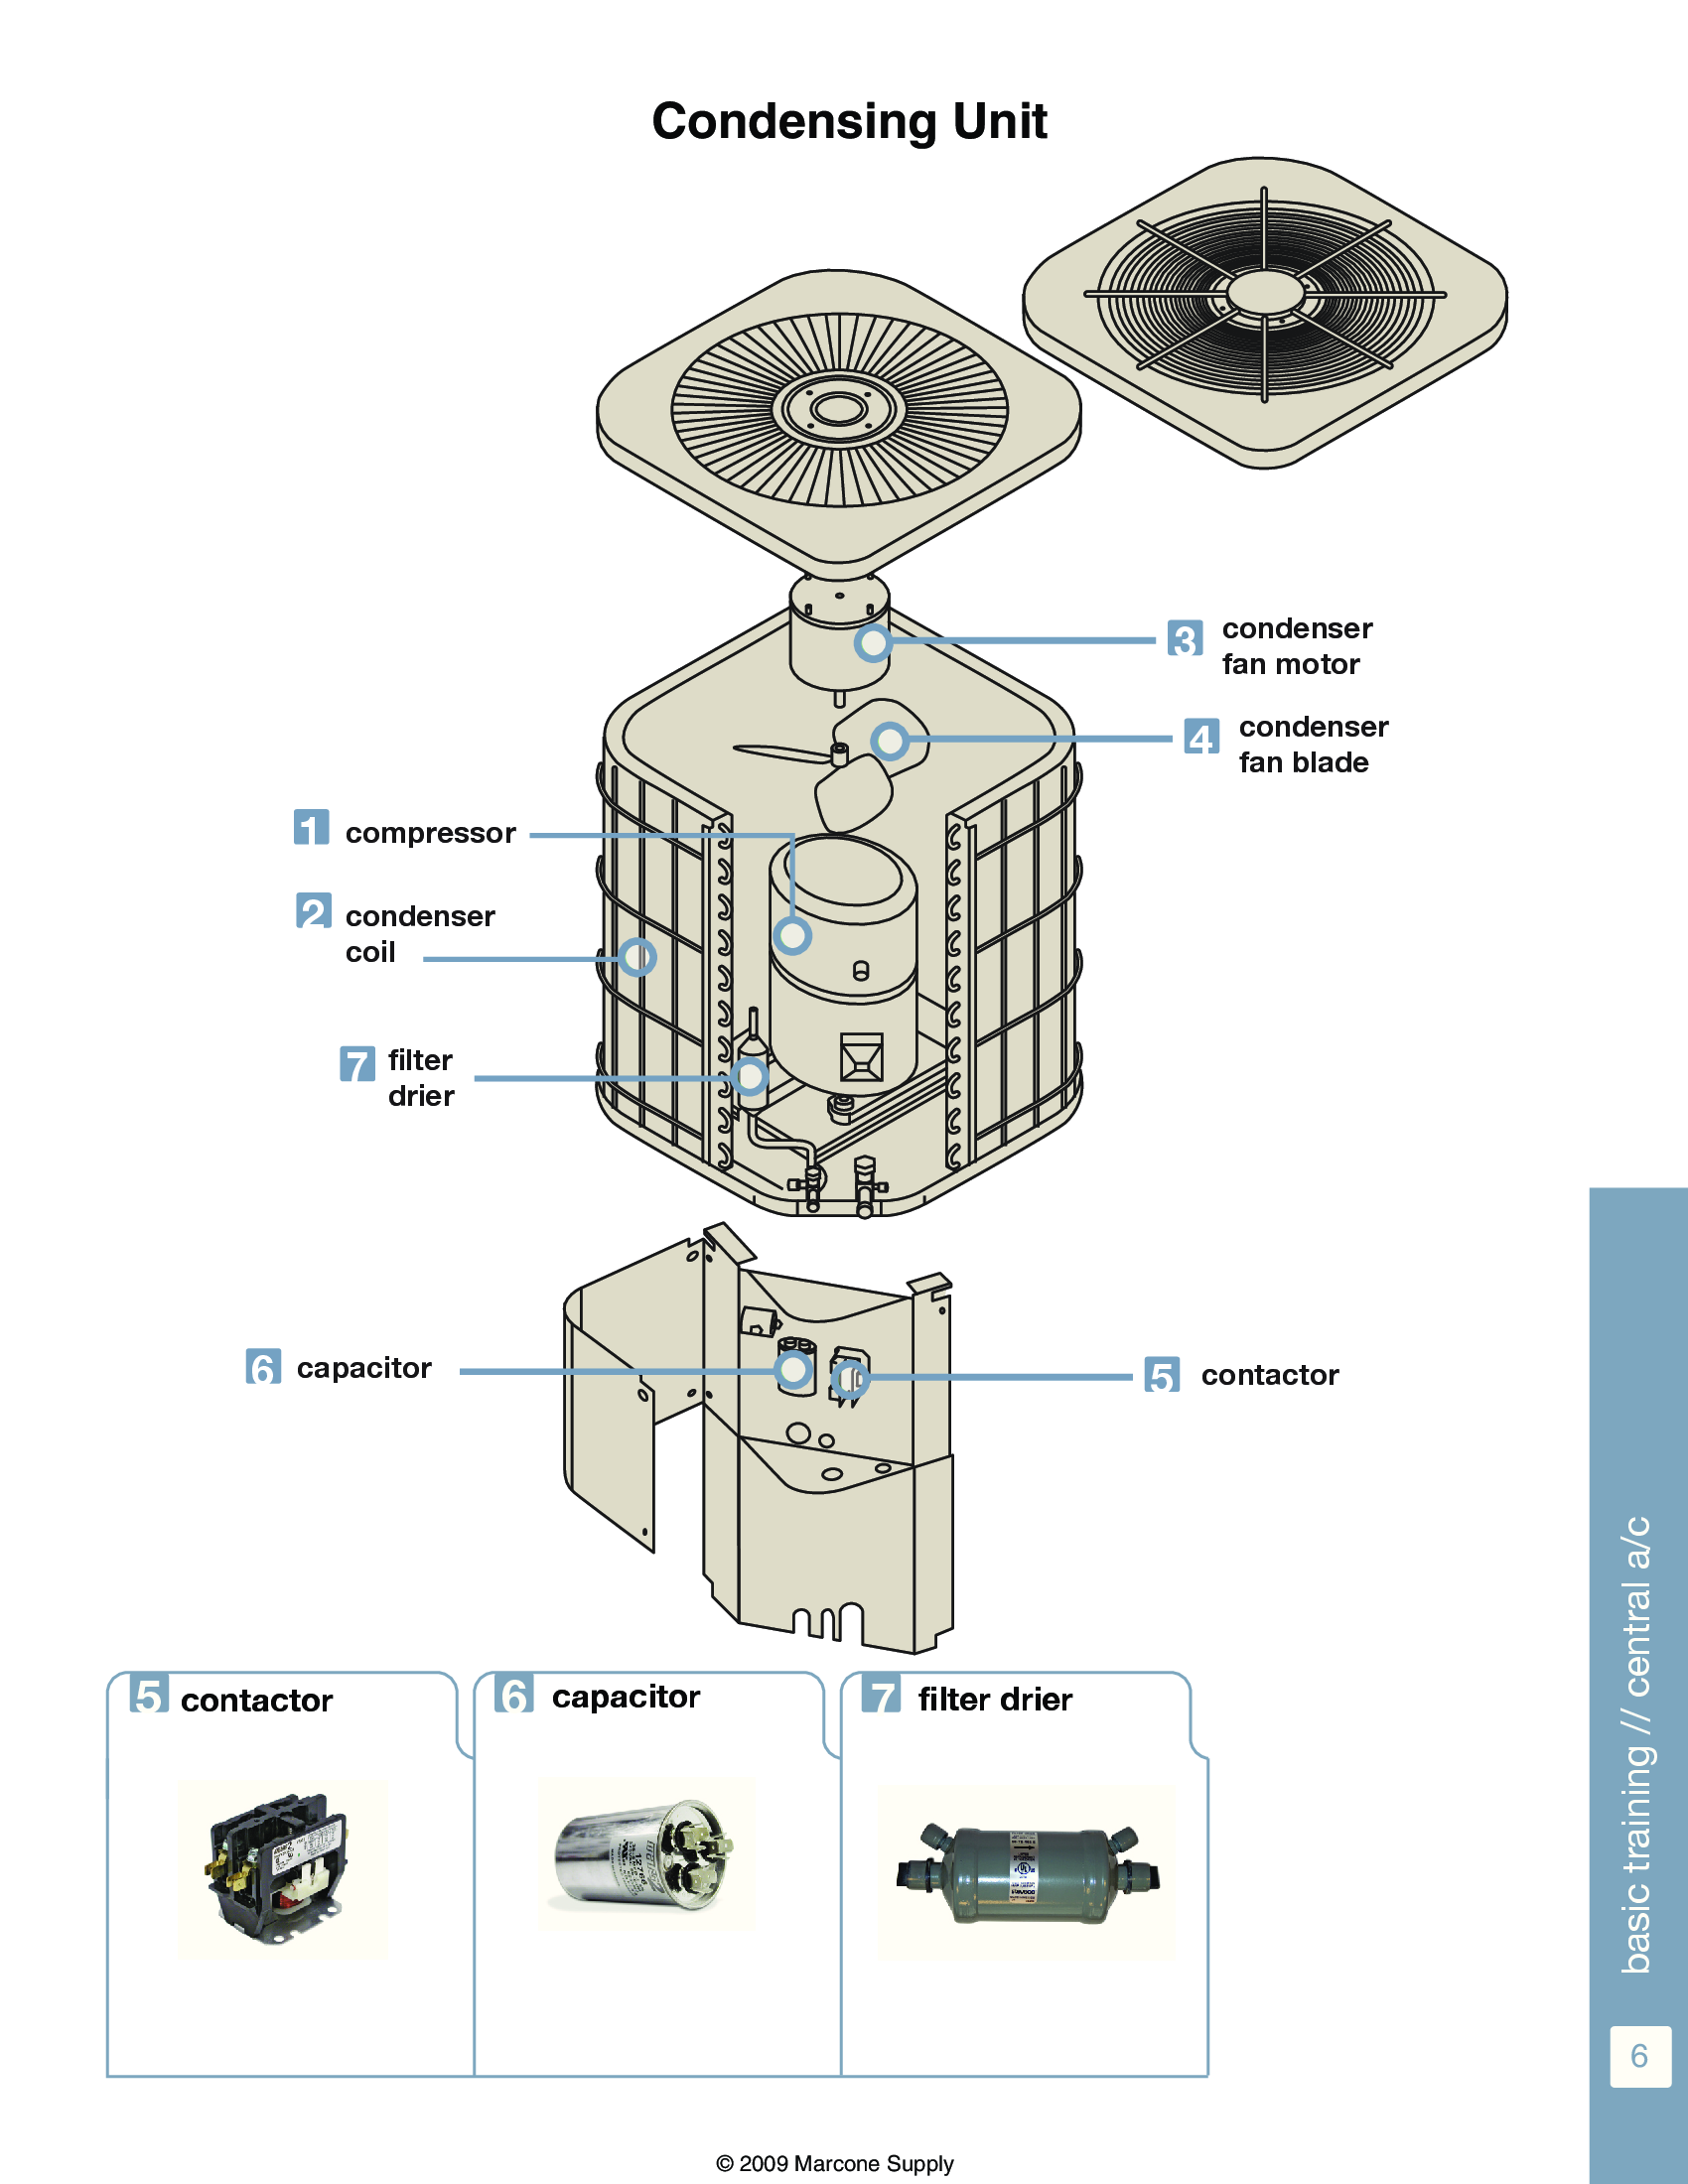 Condensing Unit
3 condenser
fan motor
4 condenser
fan blade
1 compressor
2 condenser
coil
7 filter
drier
6 capacitor
5 contactor
5 contactor
6 capacitor
7 filter drier
12788
basic training // central a/c
6
© 2009 Marcone Supply